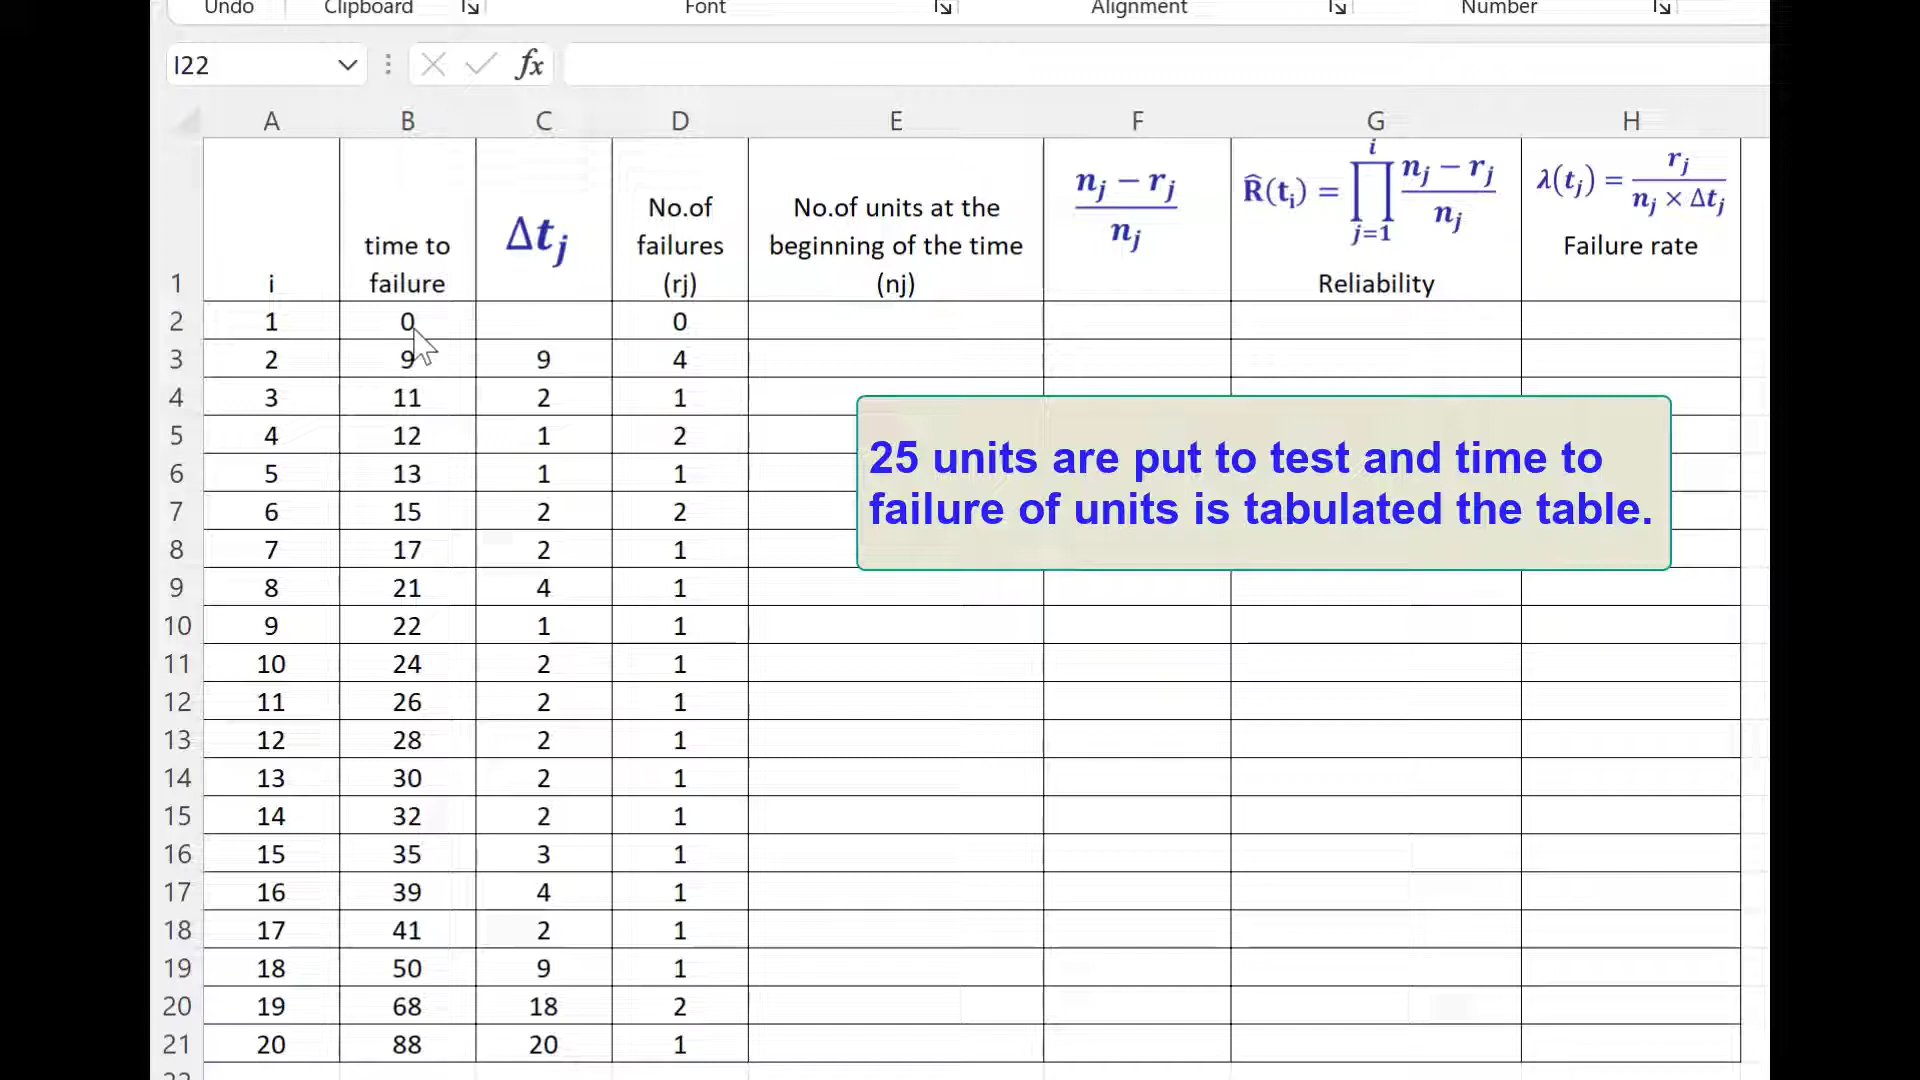 Undo Clipboard Font Alignment Number
I22 fx
A B C D E F G H
1 i time to failure Δtj No.of failures (rj) No.of units at the beginning of the time (nj) nj − rj / nj R̂(ti) = ∏ i j=1 nj − rj / nj Reliability λ(tj) = rj / nj × Δtj Failure rate
2 1 0 0
3 2 9 9 4
4 3 11 2 1
5 4 12 1 2
6 5 13 1 1
7 6 15 2 2
8 7 17 2 1
9 8 21 4 1
10 9 22 1 1
11 10 24 2 1
12 11 26 2 1
13 12 28 2 1
14 13 30 2 1
15 14 32 2 1
16 15 35 3 1
17 16 39 4 1
18 17 41 2 1
19 18 50 9 1
20 19 68 18 2
21 20 88 20 1
25 units are put to test and time to
failure of units is tabulated the table.